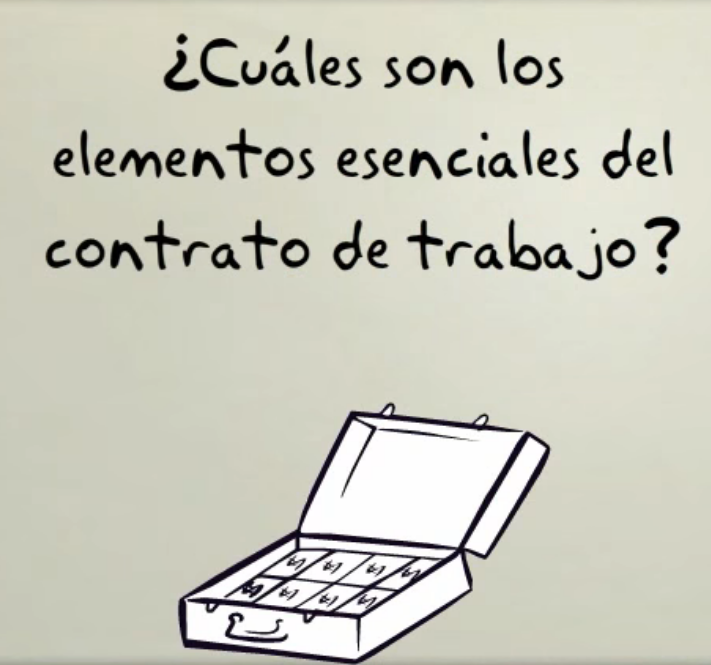 ¿Cuáles son los
elementos esenciales del
contrato de trabajo?